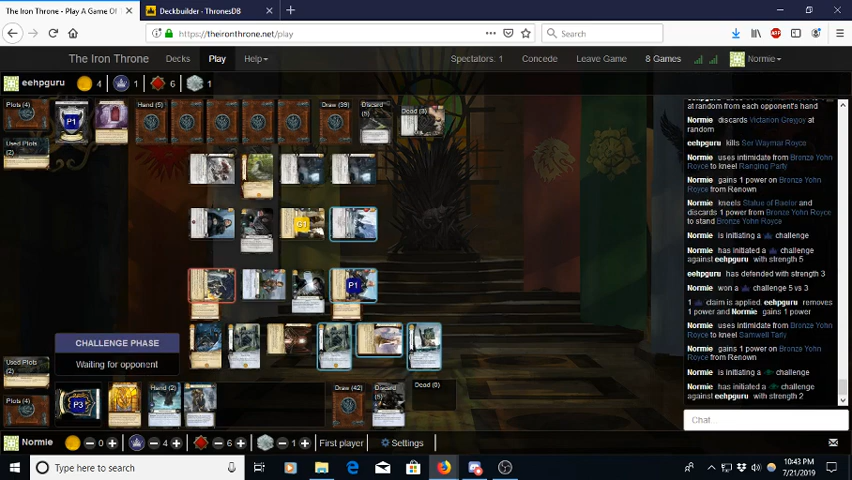 The Iron Throne - Play A Game Of
Deckbuilder - ThronesDB
https://theironthrone.net/play
Search
The Iron Throne
Decks
Play
Help
Spectators. 1
Concede
Leave Game
8 Games
Normie
eehpguru
4
1
6
1
Plots (4)
P1
Hand (5)
Draw (39)
Discard (5)
Dead (3)
Used Plots (2)
at random from each opponent's hand
Normie discards Victarion Greyjoy at
random
eehpguru kills Ser Waymar Royce
Normie uses intimidate from Bronze Yohn
Royce to kneel Ranging Party
Normie gains 1 power on Bronze Yohn
Royce from Renown
Normie kneels Statue of Baelor and
discards 1 power from Bronze Yohn Royce
to stand Bronze Yohn Royce
Normie is initiating a challenge
Normie has initiated a challenge
against eehpguru with strength 5
eehpguru has defended with strength 3
Normie won a challenge 5 vs 3
1 claim is applied. eehpguru removes
1 power and Normie gains 1 power
Normie uses intimidate from Bronze Yohn
Royce to kneel Samwell Tarly
Normie gains 1 power on Bronze Yohn
Royce from Renown
Normie is initiating a challenge
Normie has initiated a challenge
against eehpguru with strength 2
P1
CHALLENGE PHASE
Waiting for opponent
Used Plots (2)
Plots (4)
P3
Hand (2)
Draw (42)
Discard (5)
Dead (0)
Chat...
Normie
0
4
6
1
First player
Settings
Type here to search
10:43 PM
7/21/2019